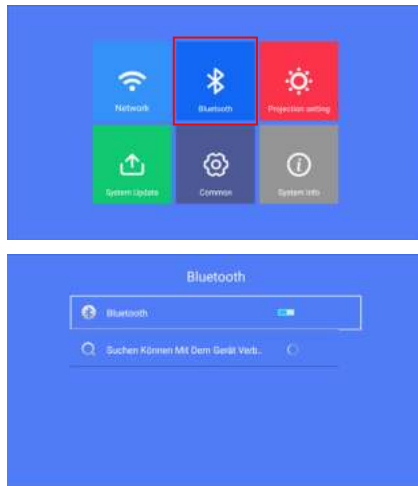 Network
Bluetooth
Projection setting
System Update
Common
System Info
Bluetooth
Bluetooth
Suchen Können Mit Dem Gerät Verb..